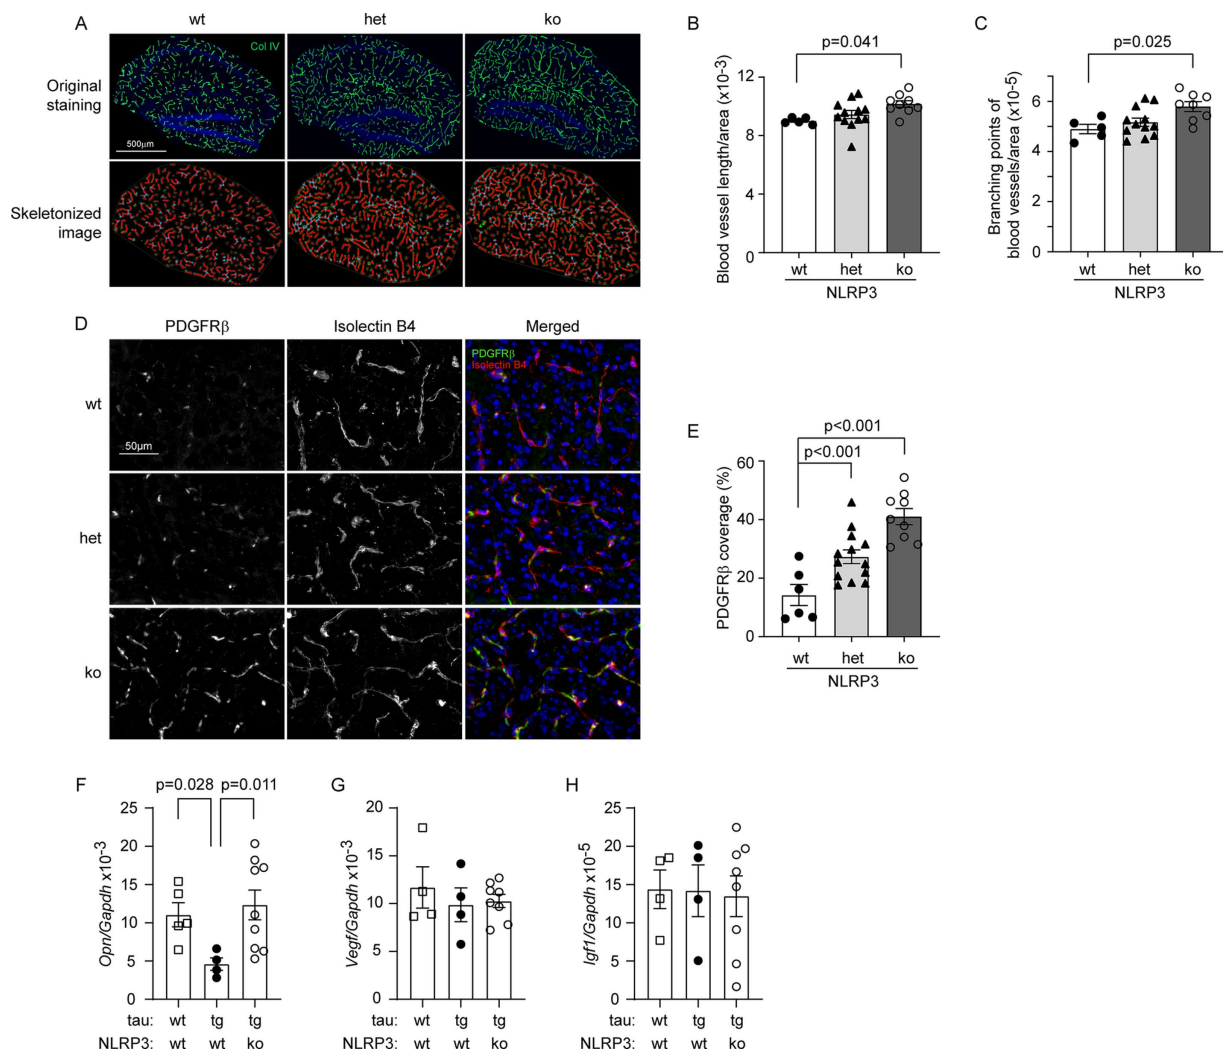 A
wt
het
ko
Original
staining
Col IV
500μm
Skeletonized
image
B
p=0.041
Blood vessel length/area (x10-3)
12
9
6
3
0
wt
het
ko
NLRP3
C
p=0.025
Branching points of
blood vessels/area (x10-5)
6
4
2
0
wt
het
ko
NLRP3
D
PDGFRβ
Isolectin B4
Merged
PDGFRβ
Isolectin B4
wt
50μm
het
ko
E
p<0.001
p<0.001
PDGFRβ coverage (%)
60
40
20
0
wt
het
ko
NLRP3
F
p=0.028
p=0.011
Opn/Gapdh x10-3
25
20
15
10
5
0
tau:
wt
tg
tg
NLRP3:
wt
wt
ko
G
Vegf/Gapdh x10-3
20
15
10
5
0
tau:
wt
tg
tg
NLRP3:
wt
wt
ko
H
Igf1/Gapdh x10-5
25
20
15
10
5
0
tau:
wt
tg
tg
NLRP3:
wt
wt
ko